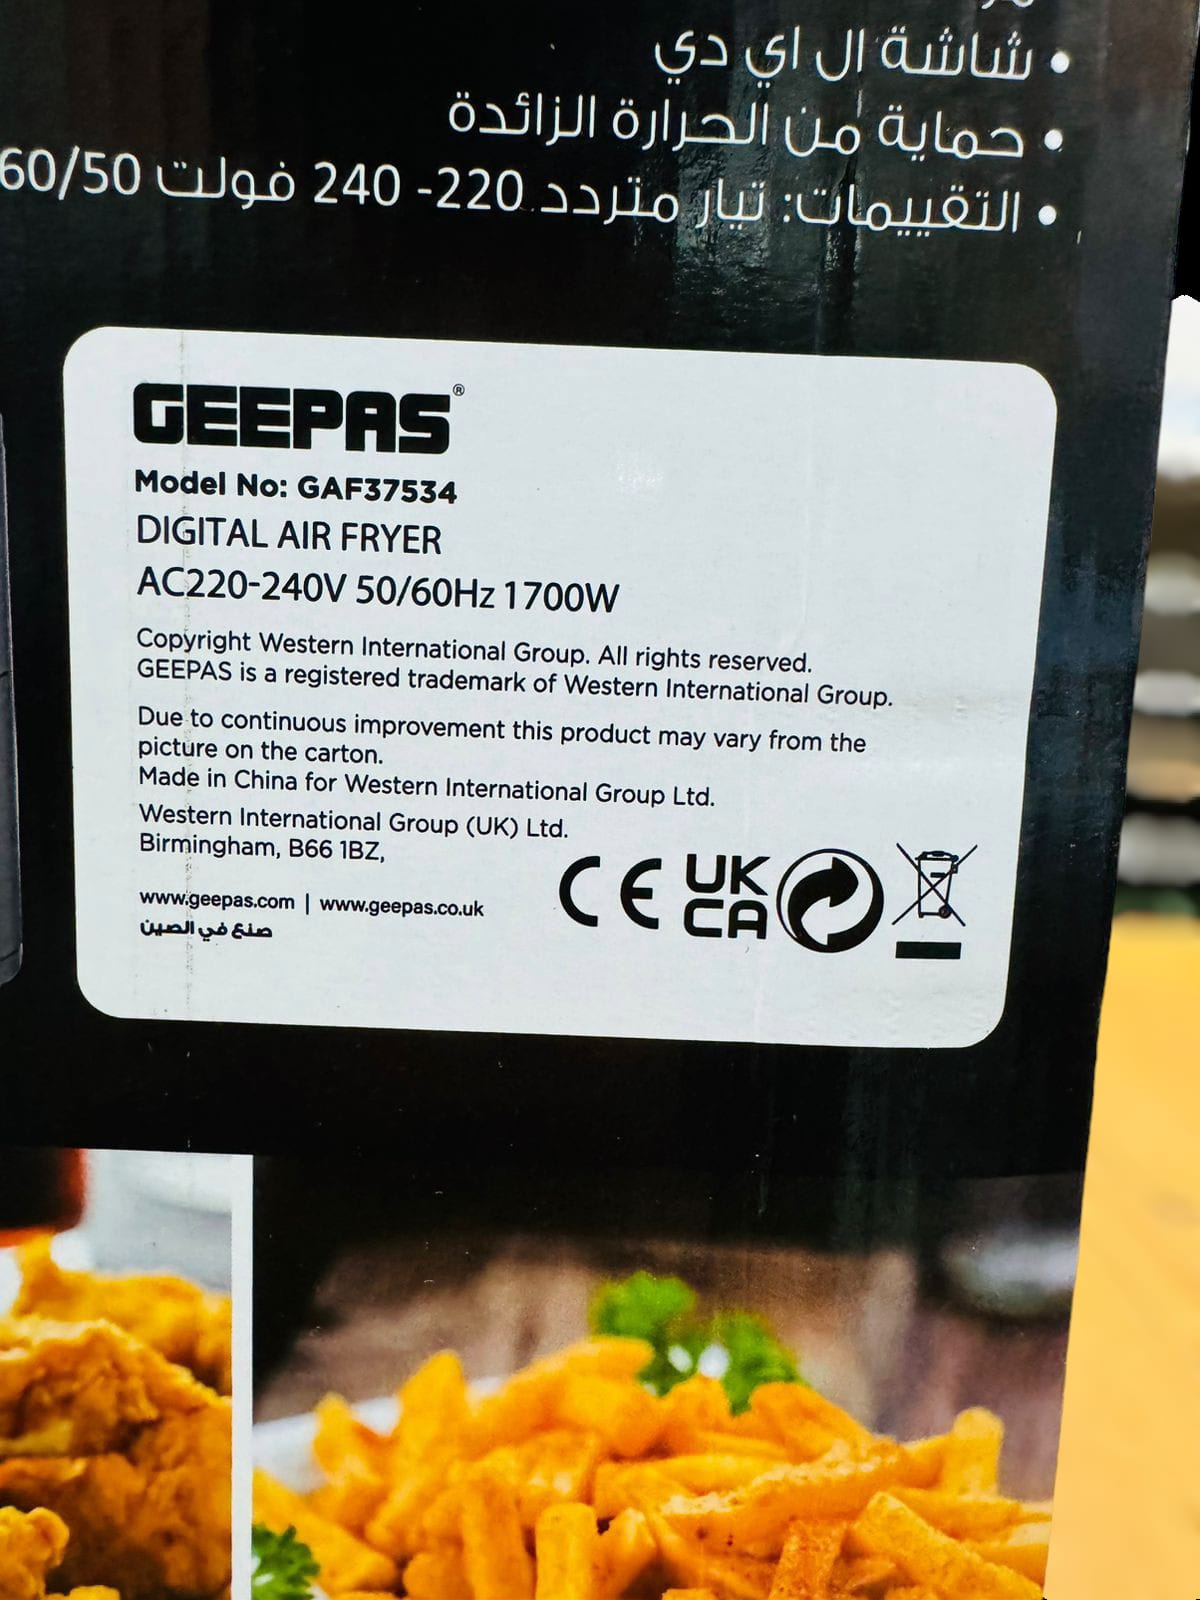 • شاشة ال اي دي
• حماية من الحرارة الزائدة
• التقييمات: تيار متردد 220- 240 فولت 60/50
GEEPAS®
Model No: GAF37534
DIGITAL AIR FRYER
AC220-240V 50/60Hz 1700W
Copyright Western International Group. All rights reserved.
GEEPAS is a registered trademark of Western International Group.
Due to continuous improvement this product may vary from the
picture on the carton.
Made in China for Western International Group Ltd.
Western International Group (UK) Ltd.
Birmingham, B66 1BZ,
www.geepas.com | www.geepas.co.uk
صنع في الصين
CE UK
CA